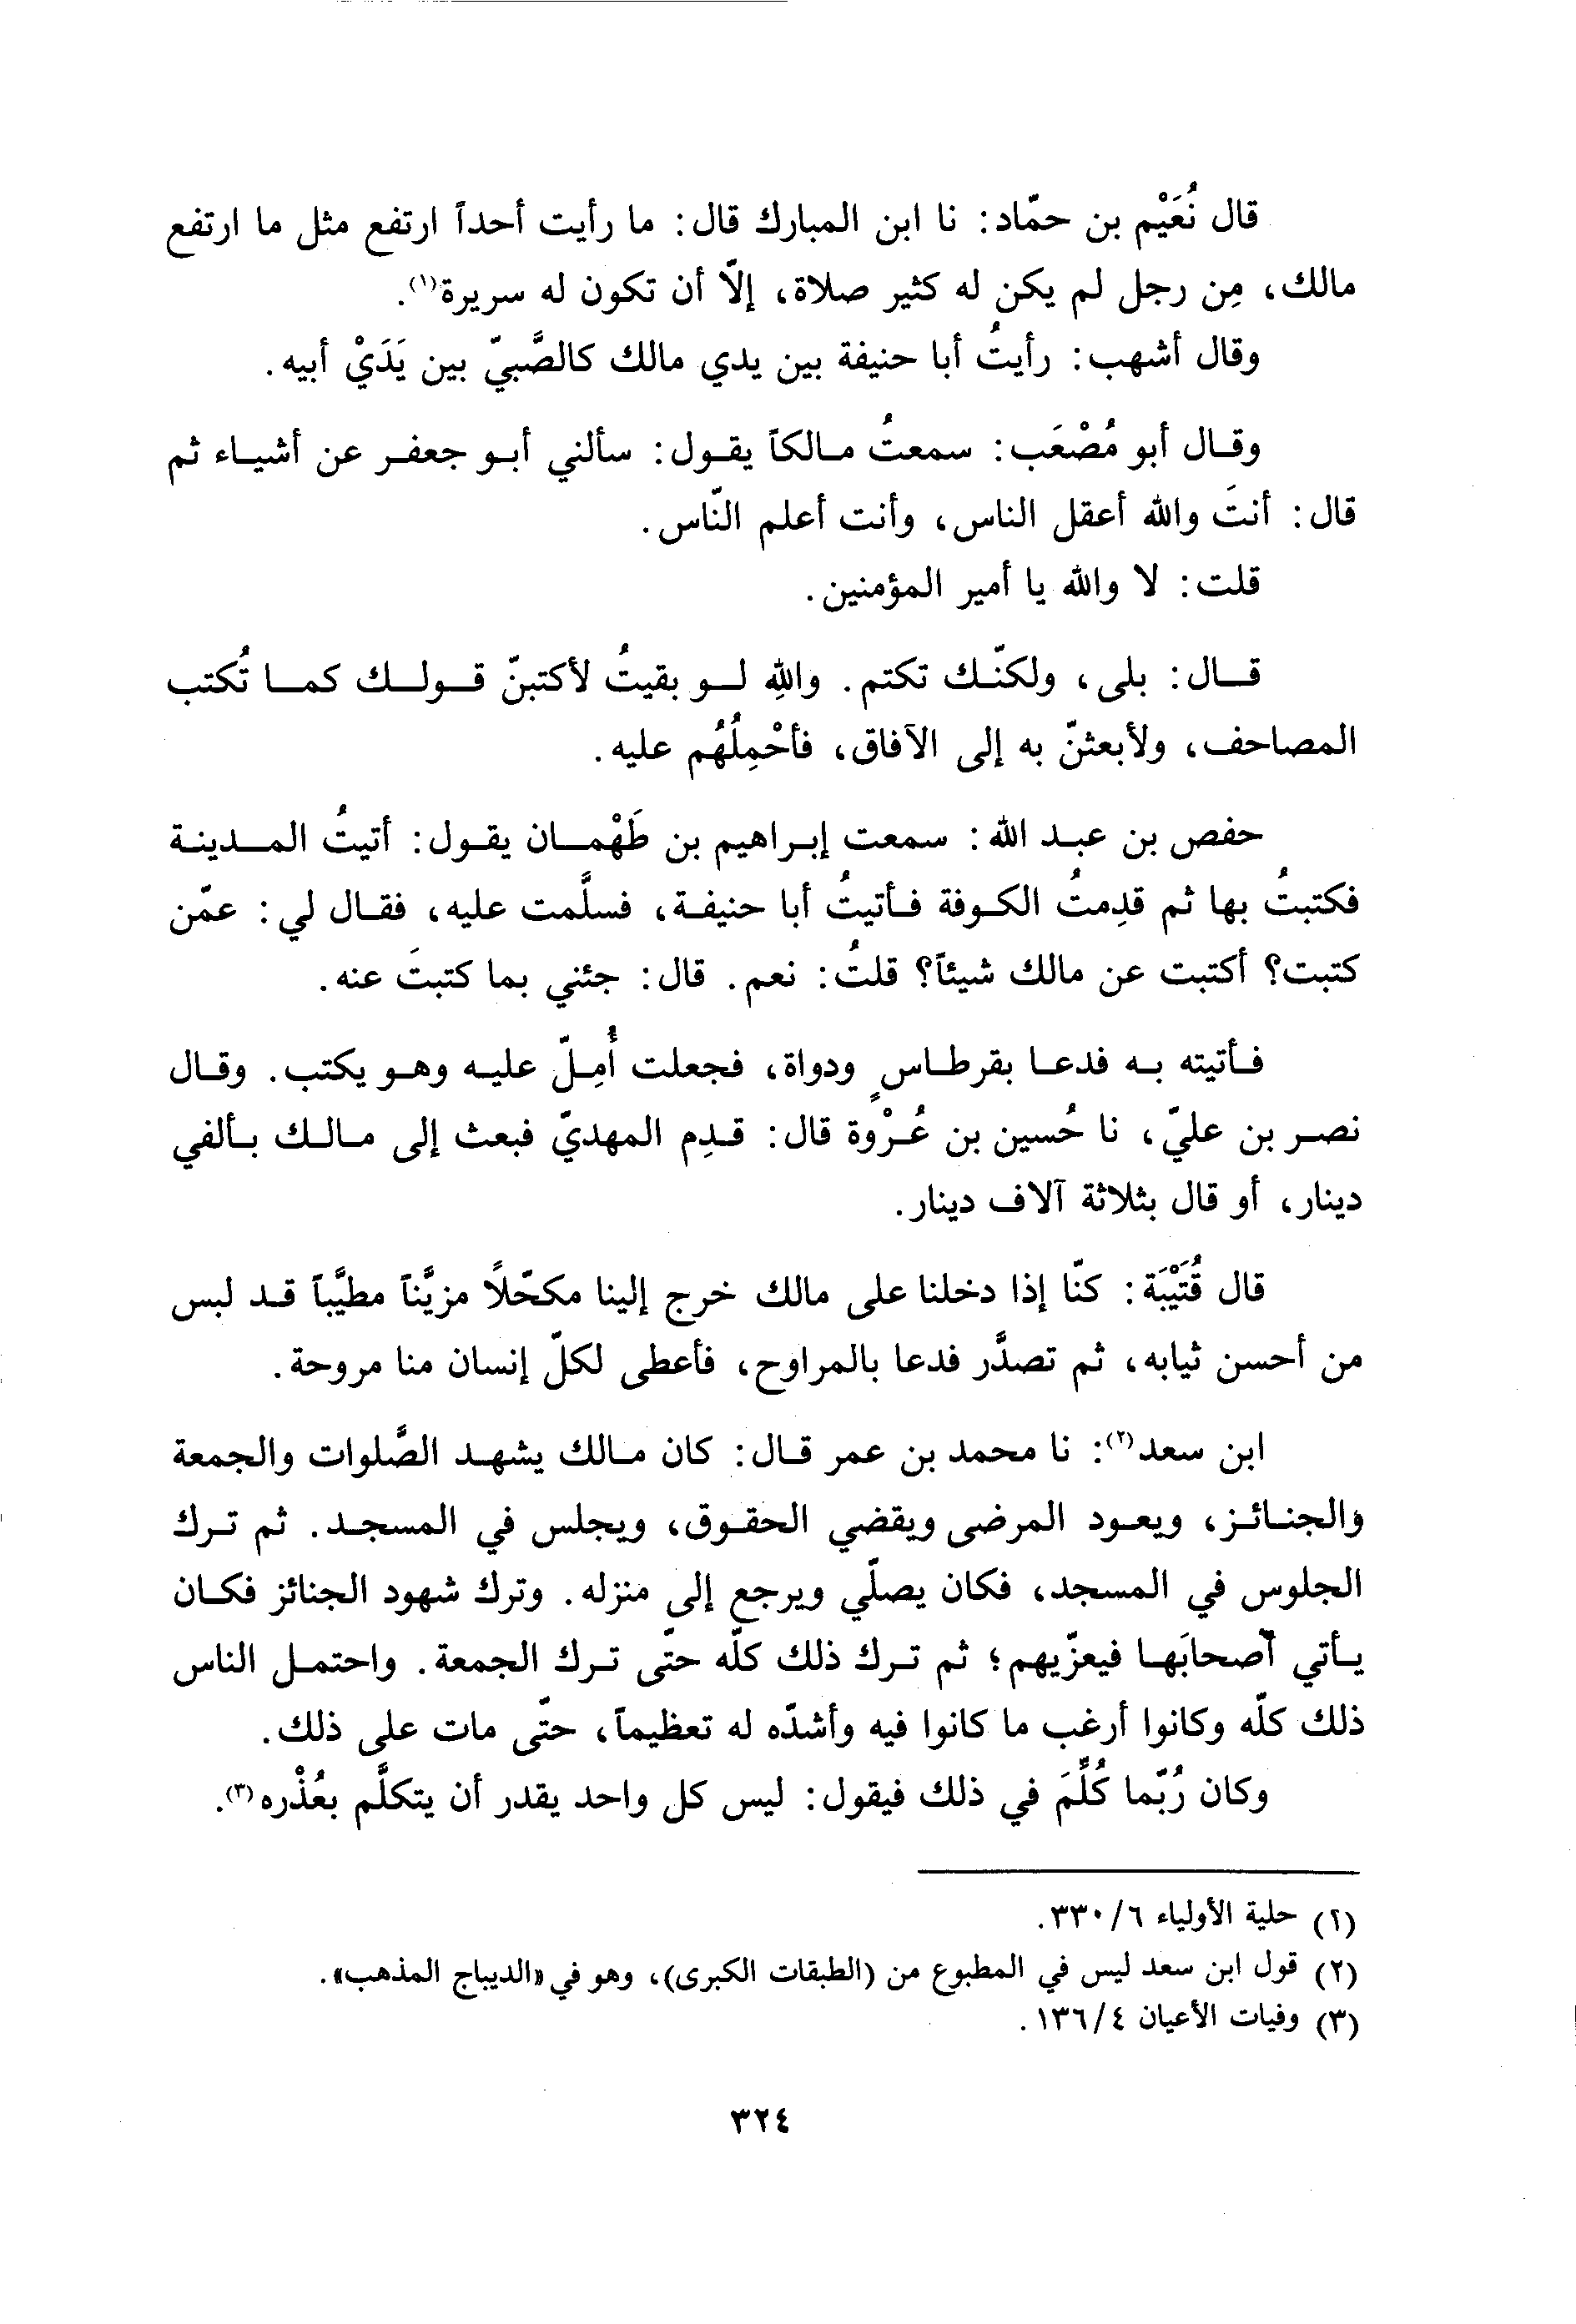 قال نُعَيْم بن حمّاد: نا ابن المبارك قال: ما رأيت أحداً ارتفع مثل ما ارتفع
مالك، مِن رجل لم يكن له كثير صلاة، إلّا أن تكون له سريرة(١).
وقال أشهب: رأيتُ أبا حنيفة بين يدي مالك كالصَّبيّ بين يَدَيْ أبيه.
وقال أبو مُصْعَب: سمعتُ مالكاً يقول: سألني أبو جعفر عن أشياء ثم
قال: أنتَ والله أعقل الناس، وأنت أعلم النّاس.
قلت: لا والله يا أمير المؤمنين.
قال: بلى، ولكنّك تكتم. واللهِ لو بقيتُ لأكتبنّ قولك كما تُكتب
المصاحف، ولأبعثنّ به إلى الآفاق، فأحْمِلُهُم عليه.
حفص بن عبد الله: سمعت إبراهيم بن طَهْمان يقول: أتيتُ المدينة
فكتبتُ بها ثم قدِمتُ الكوفة فأتيتُ أبا حنيفة، فسلَّمت عليه، فقال لي: عمّن
كتبت؟ أكتبت عن مالك شيئاً؟ قلتُ: نعم. قال: جئني بما كتبتَ عنه.
فأتيته به فدعا بقرطاسٍ ودواة، فجعلت أُمِلّ عليه وهو يكتب. وقال
نصر بن عليّ، نا حُسين بن عُرْوة قال: قدِم المهديّ فبعث إلى مالك بألفي
دينار، أو قال بثلاثة آلاف دينار.
قال قُتَيْبَة: كنّا إذا دخلنا على مالك خرج إلينا مكحّلاً مزيَّناً مطيَّباً قد لبس
من أحسن ثيابه، ثم تصدَّر فدعا بالمراوح، فأعطى لكلّ إنسان منا مروحة.
ابن سعد(٢): نا محمد بن عمر قال: كان مالك يشهد الصَّلوات والجمعة
والجنائز، ويعود المرضى ويقضي الحقوق، ويجلس في المسجد. ثم ترك
الجلوس في المسجد، فكان يصلّي ويرجع إلى منزله. وترك شهود الجنائز فكان
يأتي أصحابَها فيعزّيهم؛ ثم ترك ذلك كلّه حتّى ترك الجمعة. واحتمل الناس
ذلك كلّه وكانوا أرغب ما كانوا فيه وأشدّه له تعظيماً، حتّى مات على ذلك.
وكان رُبّما كُلِّمَ في ذلك فيقول: ليس كل واحد يقدر أن يتكلَّم بعُذْره(٣).
(١) حلية الأولياء ٦/ ٣٣٠.
(٢) قول ابن سعد ليس في المطبوع من (الطبقات الكبرى)، وهو في «الديباج المذهب».
(٣) وفيات الأعيان ٤/ ١٣٦.
٣٢٤